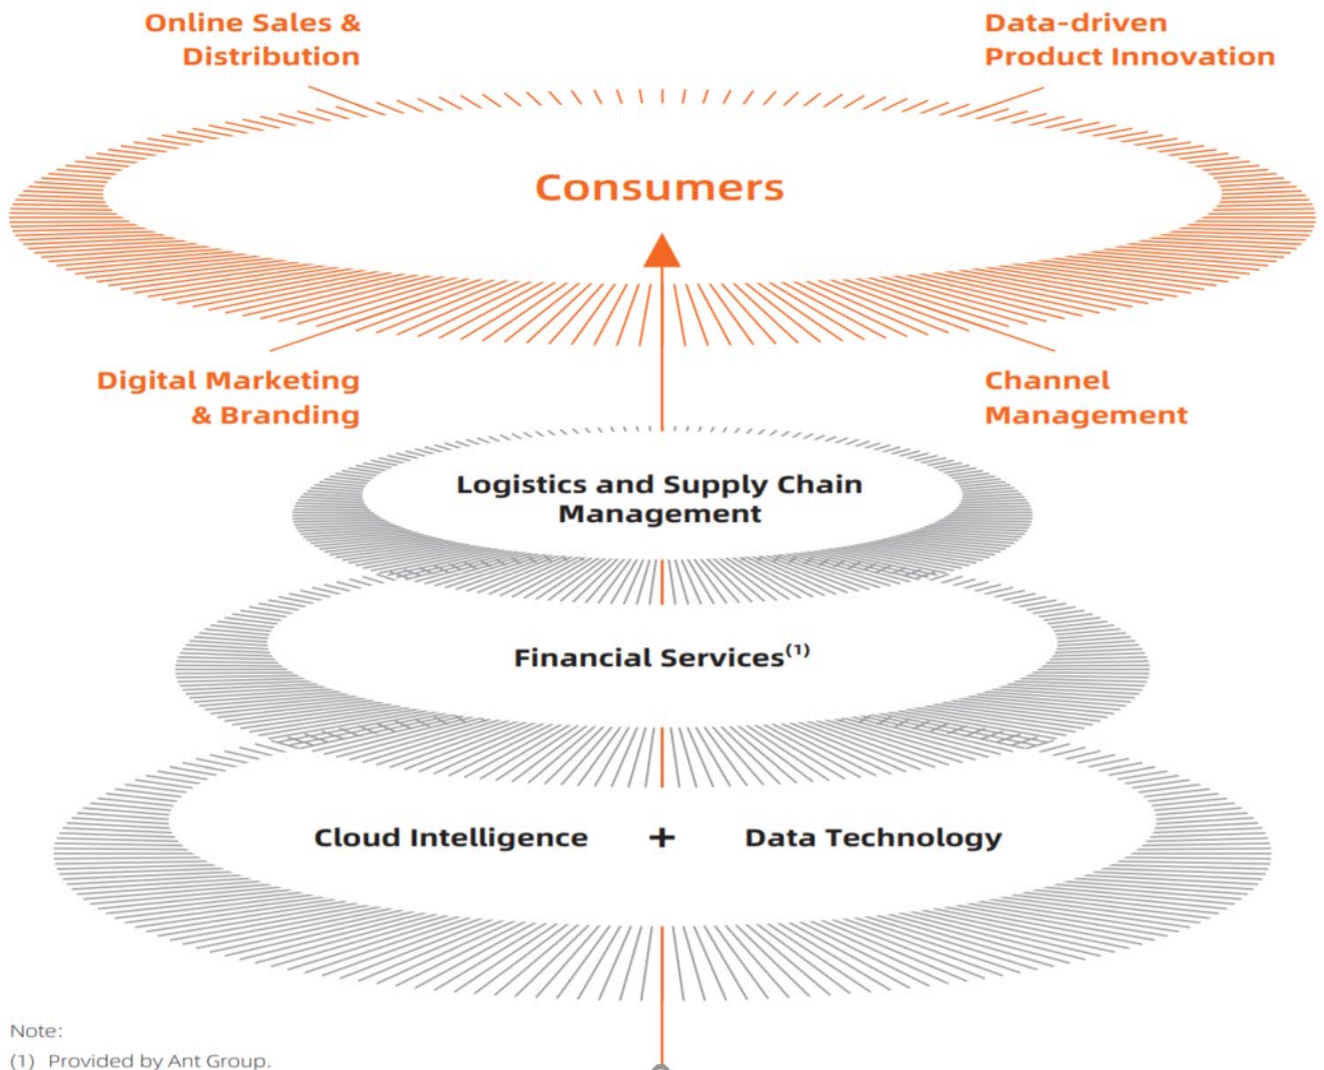 Online Sales &
Distribution
Data-driven
Product Innovation
Consumers
Digital Marketing
& Branding
Channel
Management
Logistics and Supply Chain
Management
Financial Services(1)
Cloud Intelligence + Data Technology
Note:
(1) Provided by Ant Group.